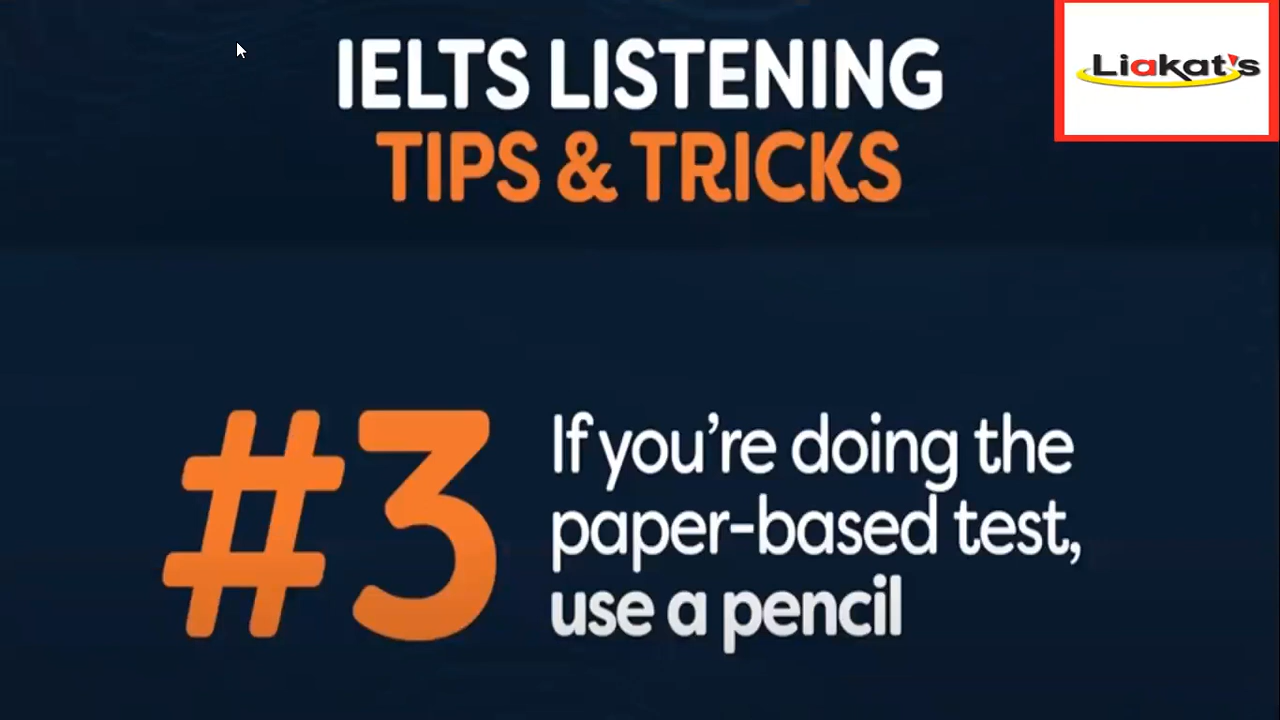 IELTS LISTENING
TIPS & TRICKS
Liakat's
#3
If you're doing the
paper-based test,
use a pencil